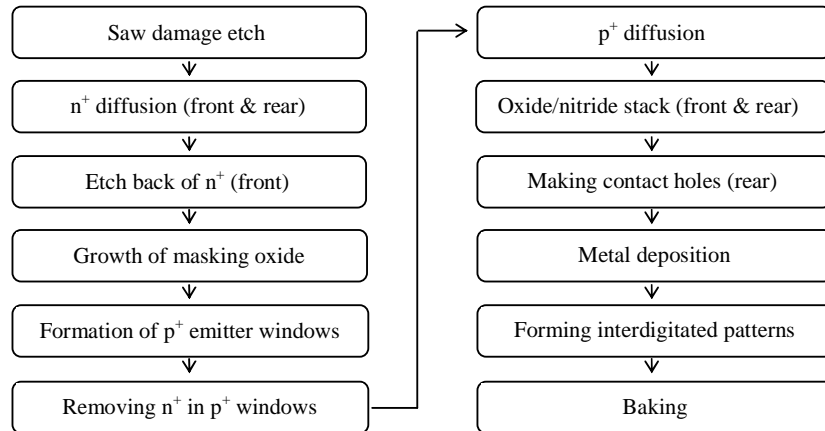 Saw damage etch
n⁺ diffusion (front & rear)
Etch back of n⁺ (front)
Growth of masking oxide
Formation of p⁺ emitter windows
Removing n⁺ in p⁺ windows
p⁺ diffusion
Oxide/nitride stack (front & rear)
Making contact holes (rear)
Metal deposition
Forming interdigitated patterns
Baking